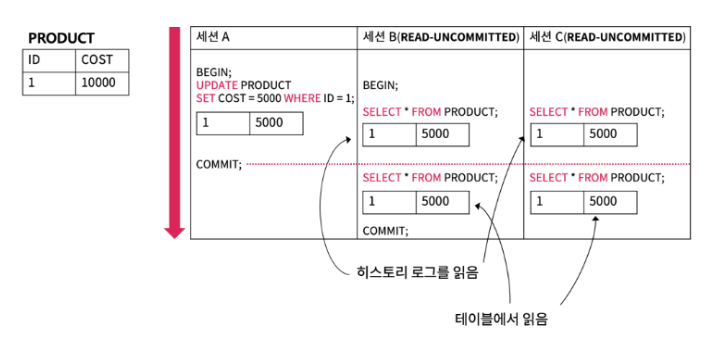 PRODUCT
ID COST
1 10000
세션 A
BEGIN;
UPDATE PRODUCT
SET COST = 5000 WHERE ID = 1;
1 5000
COMMIT;
세션 B(READ-UNCOMMITTED)
BEGIN;
SELECT * FROM PRODUCT;
1 5000
SELECT * FROM PRODUCT;
1 5000
COMMIT;
세션 C(READ-UNCOMMITTED)
SELECT * FROM PRODUCT;
1 5000
SELECT * FROM PRODUCT;
1 5000
히스토리 로그를 읽음
테이블에서 읽음